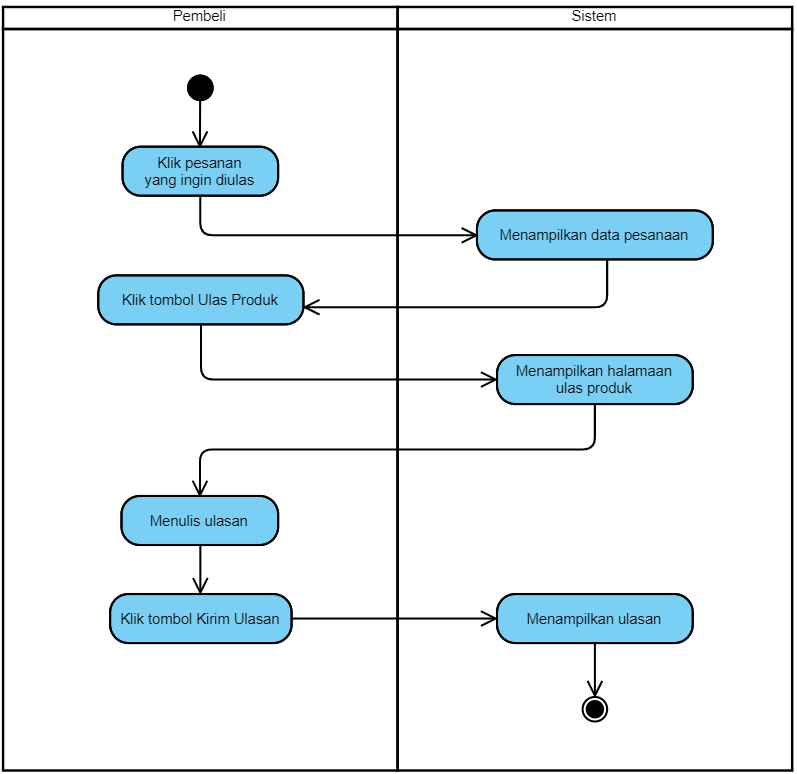 Pembeli
Sistem
Klik pesanan
yang ingin diulas
Menampilkan data pesanaan
Klik tombol Ulas Produk
Menampilkan halamaan
ulas produk
Menulis ulasan
Klik tombol Kirim Ulasan
Menampilkan ulasan